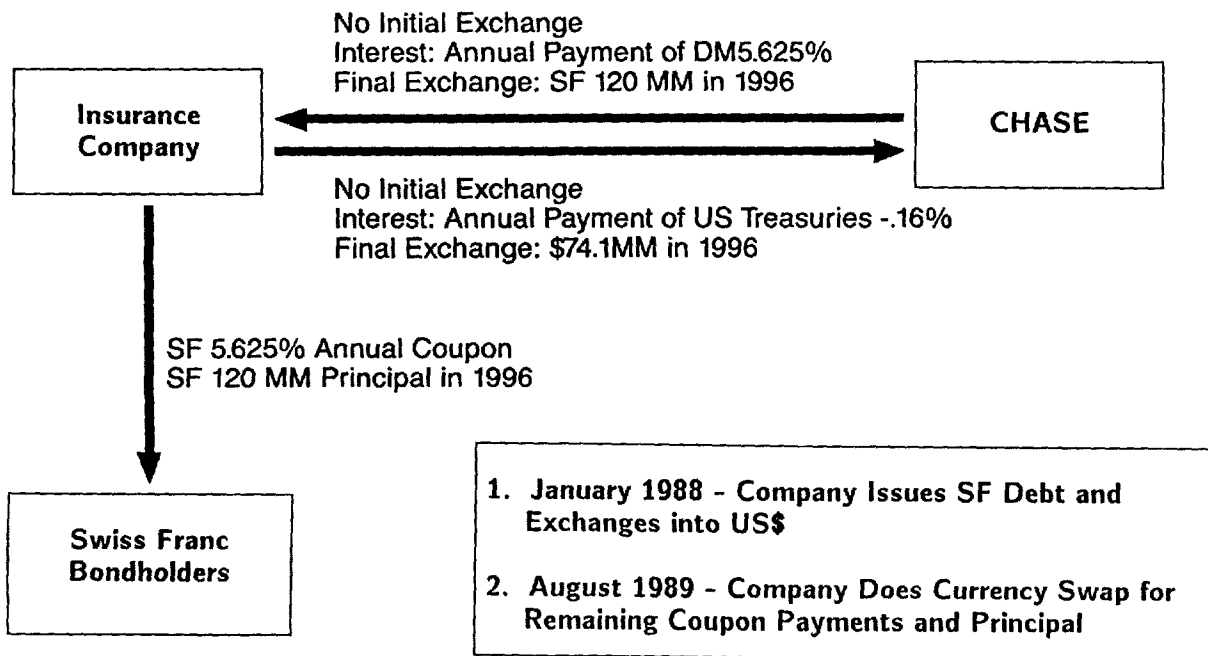 No Initial Exchange
Interest: Annual Payment of DM5.625%
Final Exchange: SF 120 MM in 1996
Insurance
Company
CHASE
No Initial Exchange
Interest: Annual Payment of US Treasuries -.16%
Final Exchange: $74.1MM in 1996
SF 5.625% Annual Coupon
SF 120 MM Principal in 1996
Swiss Franc
Bondholders
1. January 1988 - Company Issues SF Debt and
Exchanges into US$
2. August 1989 - Company Does Currency Swap for
Remaining Coupon Payments and Principal